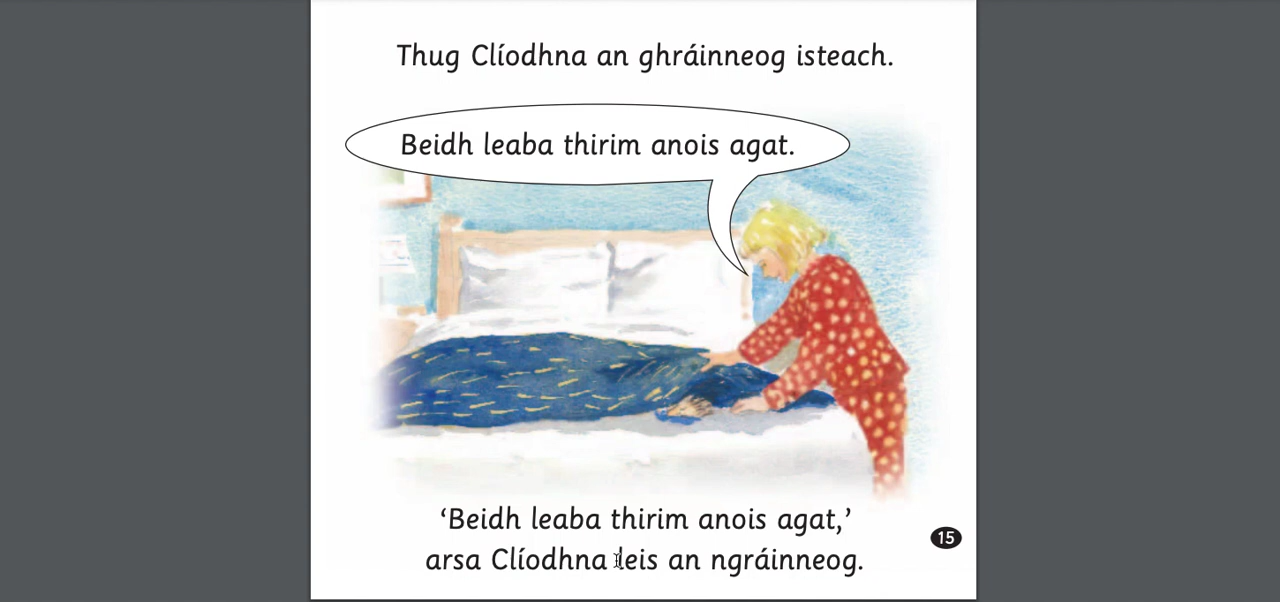 Thug Clíodhna an ghráinneog isteach.
Beidh leaba thirim anois agat.
‘Beidh leaba thirim anois agat,’
15
arsa Clíodhna leis an ngráinneog.